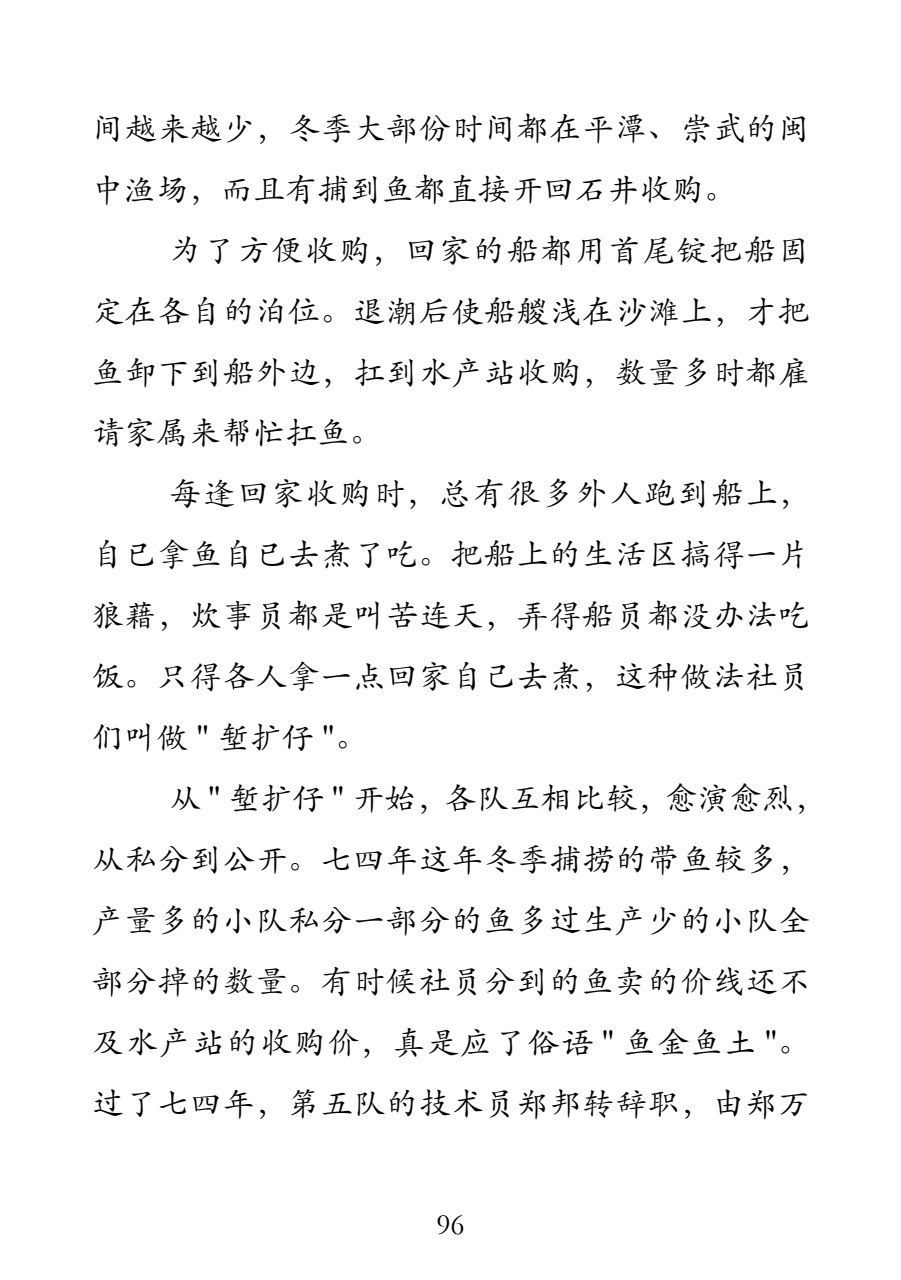 间越来越少，冬季大部份时间都在平潭、崇武的闽
中渔场，而且有捕到鱼都直接开回石井收购。
为了方便收购，回家的船都用首尾锭把船固
定在各自的泊位。退潮后使船艘浅在沙滩上，才把
鱼卸下到船外边，扛到水产站收购，数量多时都雇
请家属来帮忙扛鱼。
每逢回家收购时，总有很多外人跑到船上，
自已拿鱼自已去煮了吃。把船上的生活区搞得一片
狼藉，炊事员都是叫苦连天，弄得船员都没办法吃
饭。只得各人拿一点回家自己去煮，这种做法社员
们叫做"堑扩仔"。
从"堑扩仔"开始，各队互相比较，愈演愈烈，
从私分到公开。七四年这年冬季捕捞的带鱼较多，
产量多的小队私分一部分的鱼多过生产少的小队全
部分掉的数量。有时候社员分到的鱼卖的价线还不
及水产站的收购价，真是应了俗语"鱼金鱼土"。
过了七四年，第五队的技术员郑邦转辞职，由郑万
96